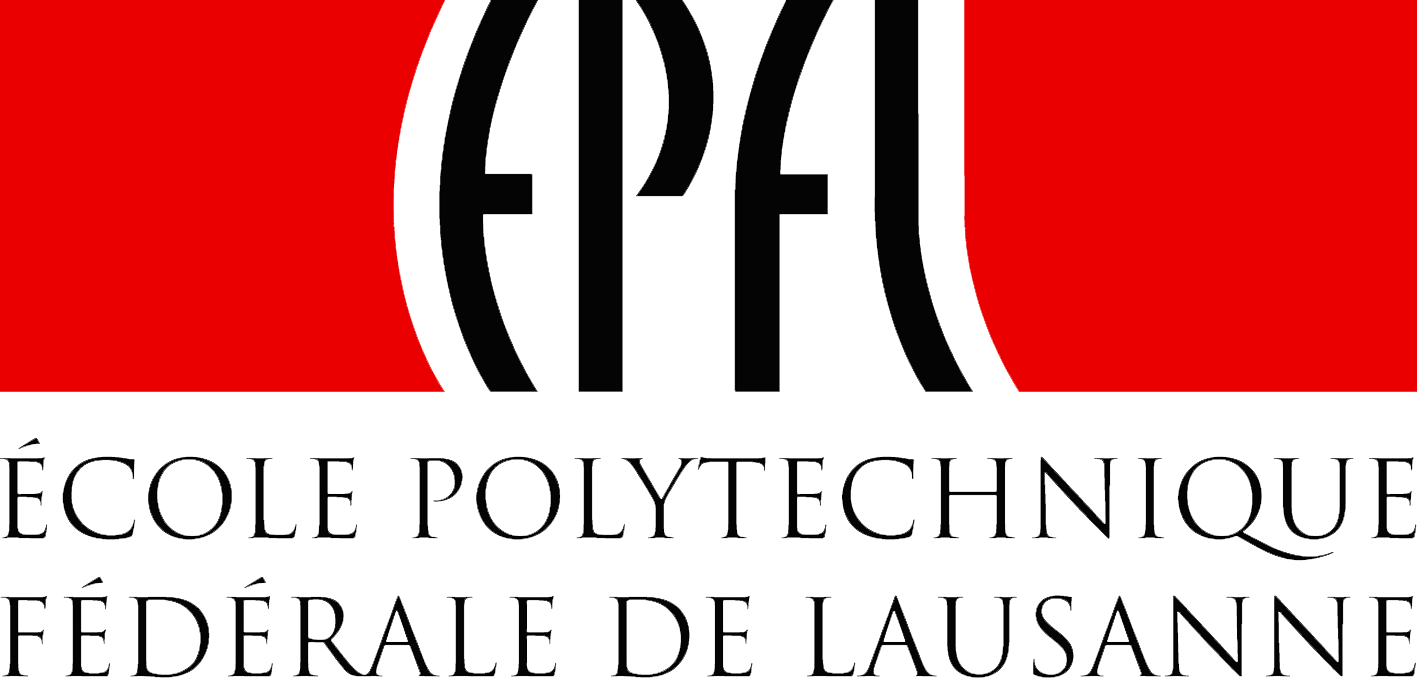 EPFL
ÉCOLE POLYTECHNIQUE
FÉDÉRALE DE LAUSANNE